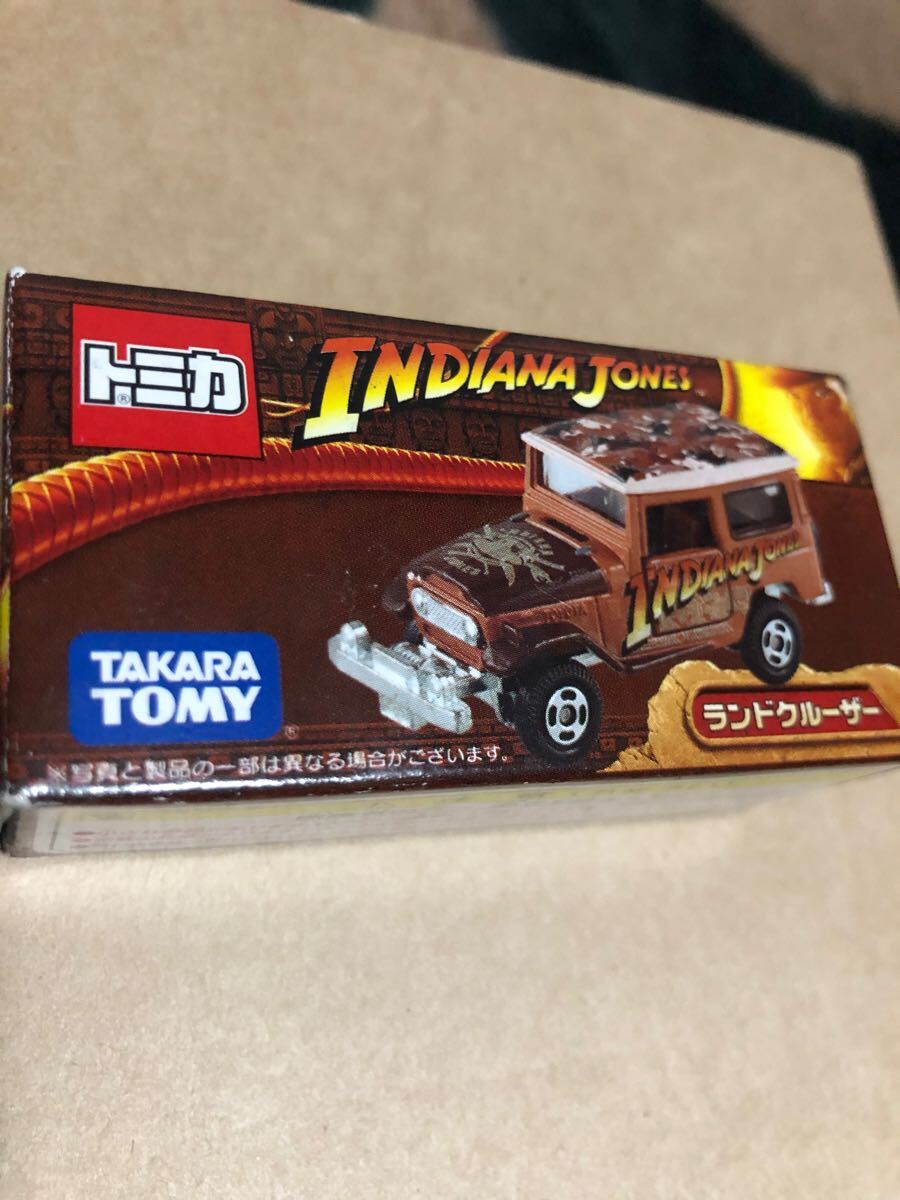 トミカ
®
INDIANA JONES
INDIANA JONES
TOYOTA
TAKARA
TOMY
®
ランドクルーザー
※写真と製品の一部は異なる場合がございます。